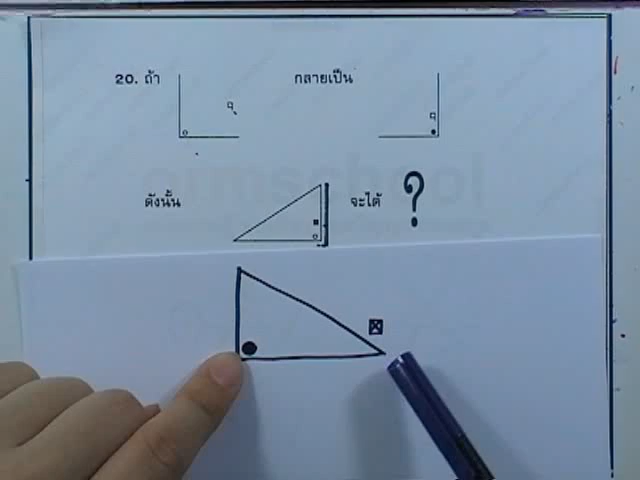 20. ถ้า กลายเป็น
ดังนั้น จะได้ ?